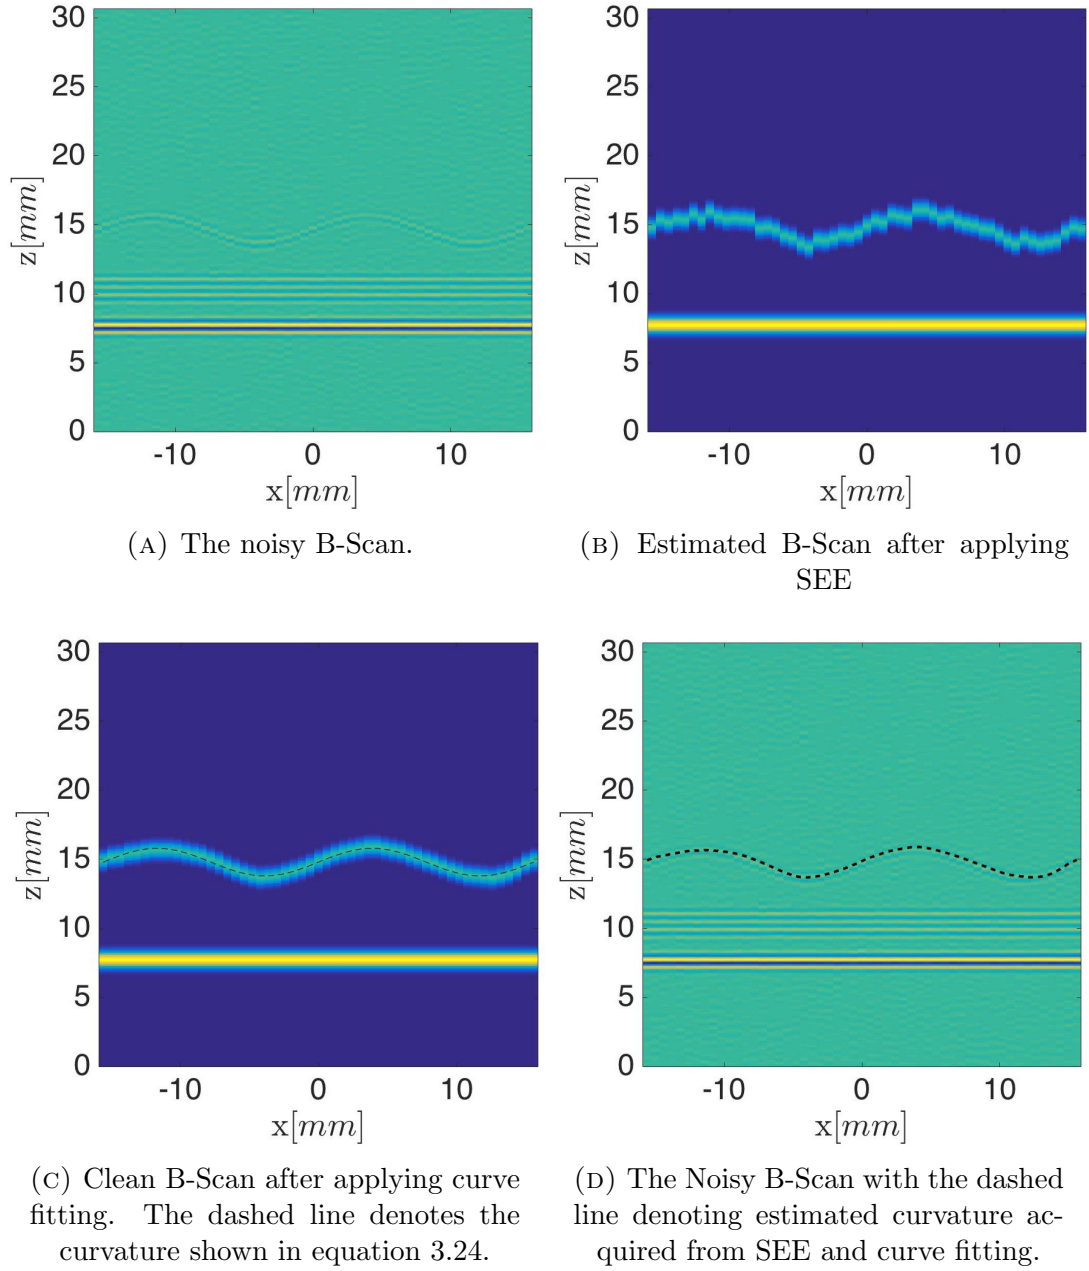 30
25
20
15
10
5
0
z[mm]
-10 0 10
x[mm]
30
25
20
15
10
5
0
z[mm]
-10 0 10
x[mm]
(A) The noisy B-Scan.
(B) Estimated B-Scan after applying
SEE
30
25
20
15
10
5
0
z[mm]
-10 0 10
x[mm]
30
25
20
15
10
5
0
z[mm]
-10 0 10
x[mm]
(C) Clean B-Scan after applying curve
fitting. The dashed line denotes the
curvature shown in equation 3.24.
(D) The Noisy B-Scan with the dashed
line denoting estimated curvature ac-
quired from SEE and curve fitting.